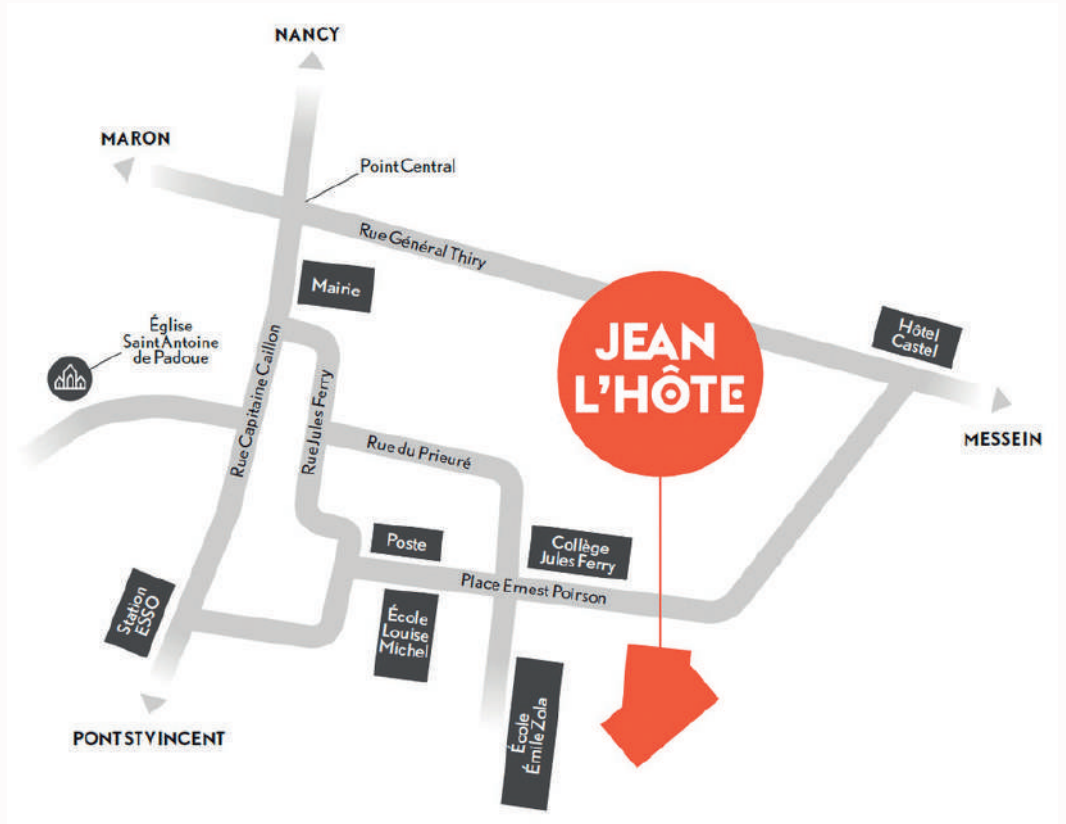 NANCY
MARON
Point Central
Rue Général Thiry
Mairie
Église
Saint Antoine
de Padoue
Rue Capitaine Caillon
Rue Jules Ferry
Rue du Prieuré
JEAN
L'HÔTE
Hôtel
Castel
MESSEIN
Poste
Collège
Jules Ferry
Place Ernest Poirson
Station
ESSO
École
Louise
Michel
École
Émile Zola
PONT ST VINCENT